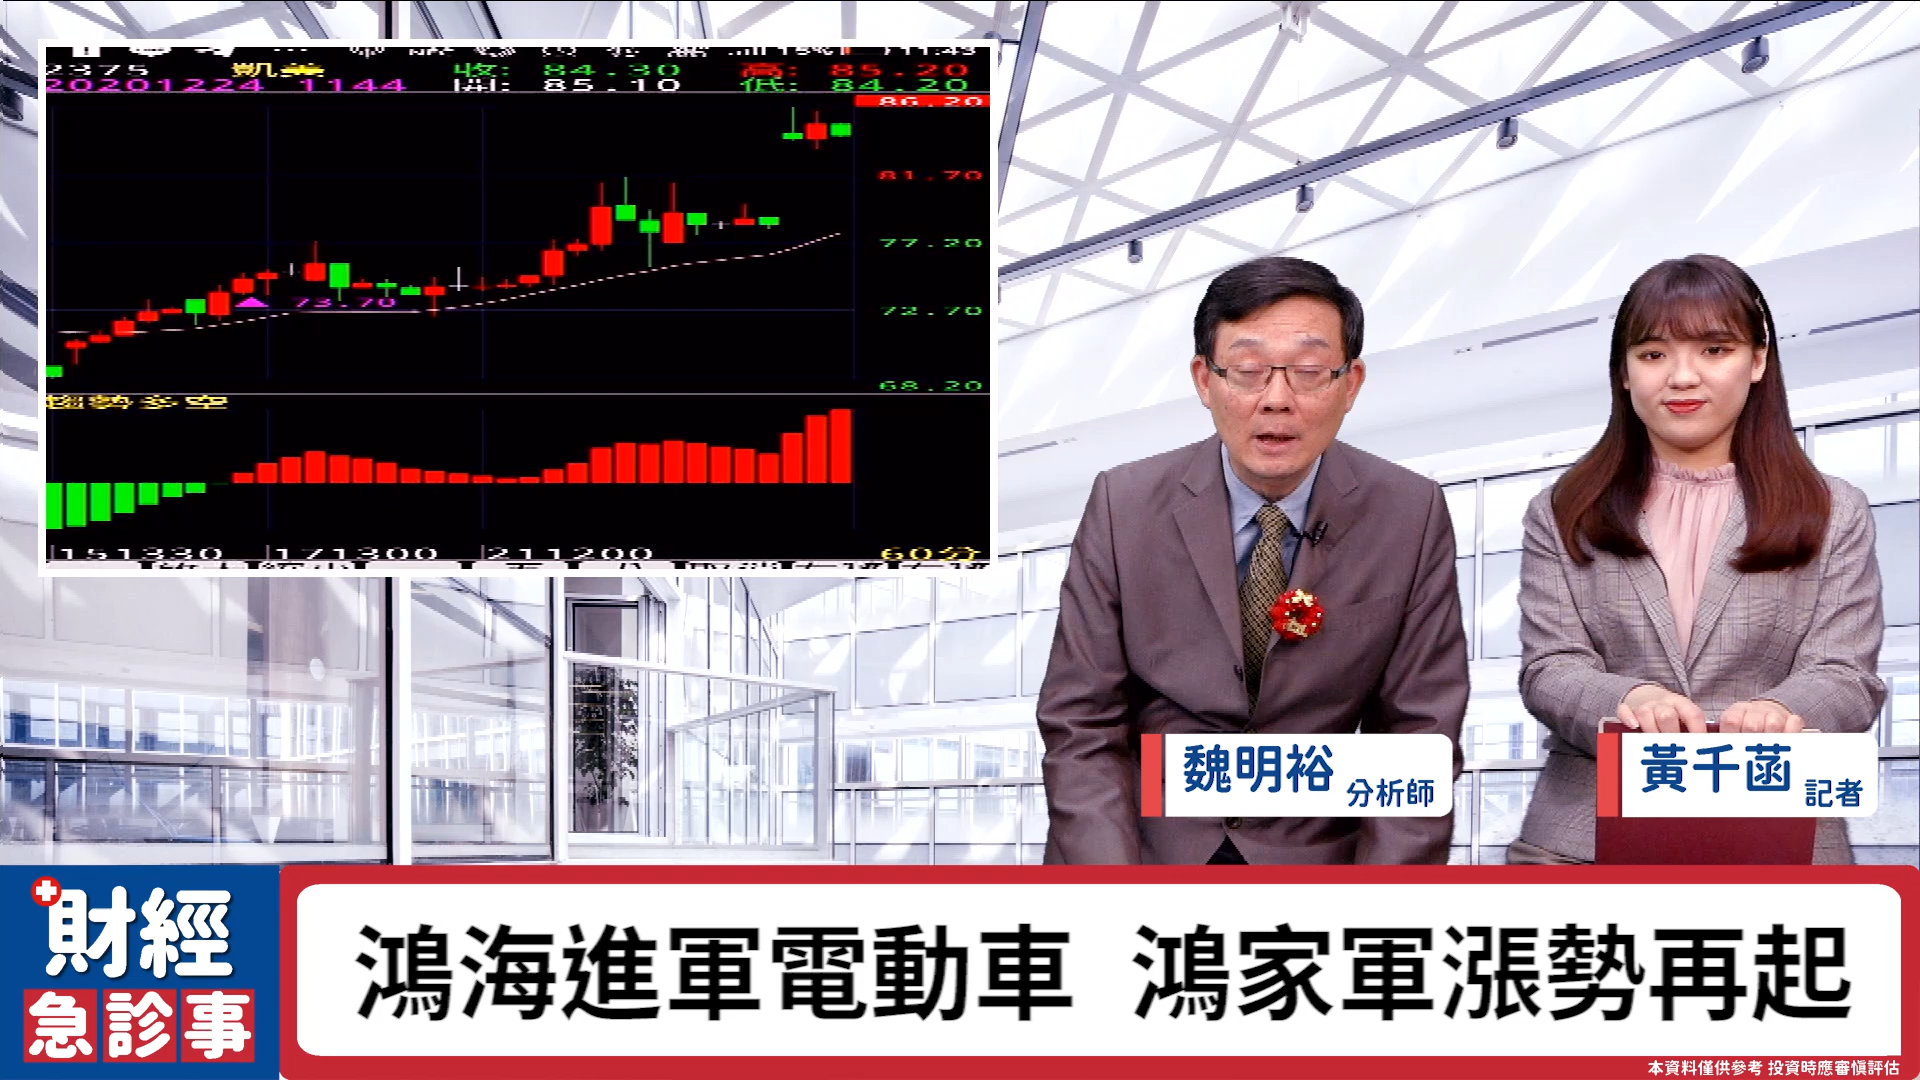 11:43
2375 凱美 收: 84.30 高: 85.20
20201224 1144 開: 85.10 低: 84.20
86.20
81.70
77.20
73.70
72.70
68.20
趨勢多空
151330 171300 211200 60分
魏明裕 分析師
黃千菡 記者
財經
急診事
鴻海進軍電動車 鴻家軍漲勢再起
本資料僅供參考 投資時應審慎評估